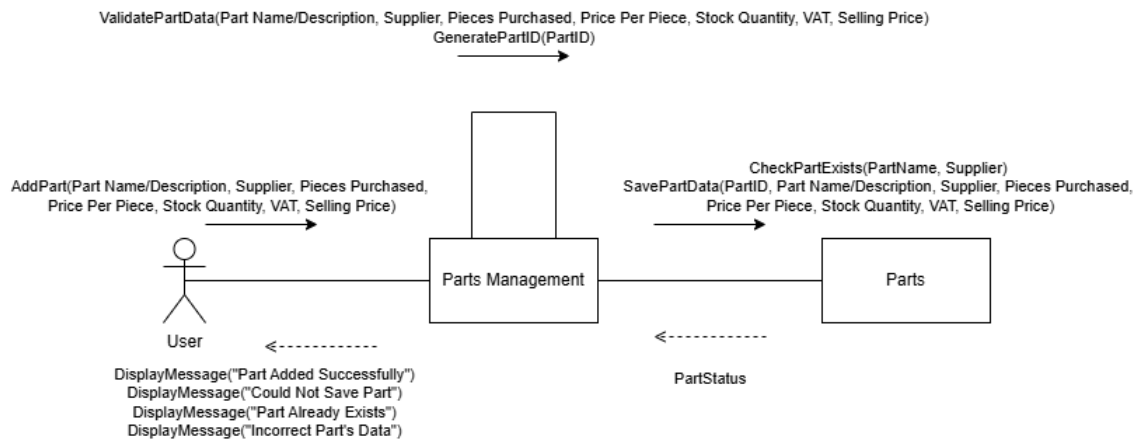 ValidatePartData(Part Name/Description, Supplier, Pieces Purchased, Price Per Piece, Stock Quantity, VAT, Selling Price)
GeneratePartID(PartID)
CheckPartExists(PartName, Supplier)
SavePartData(PartID, Part Name/Description, Supplier, Pieces Purchased,
Price Per Piece, Stock Quantity, VAT, Selling Price)
AddPart(Part Name/Description, Supplier, Pieces Purchased,
Price Per Piece, Stock Quantity, VAT, Selling Price)
Parts Management
Parts
User
DisplayMessage("Part Added Successfully")
DisplayMessage("Could Not Save Part")
DisplayMessage("Part Already Exists")
DisplayMessage("Incorrect Part's Data")
PartStatus